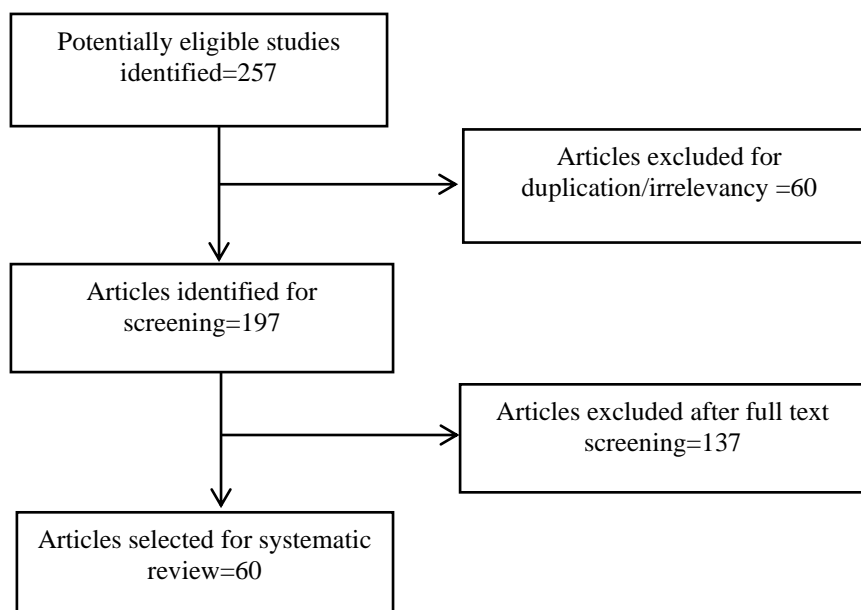 Potentially eligible studies
identified=257
Articles excluded for
duplication/irrelevancy =60
Articles identified for
screening=197
Articles excluded after full text
screening=137
Articles selected for systematic
review=60